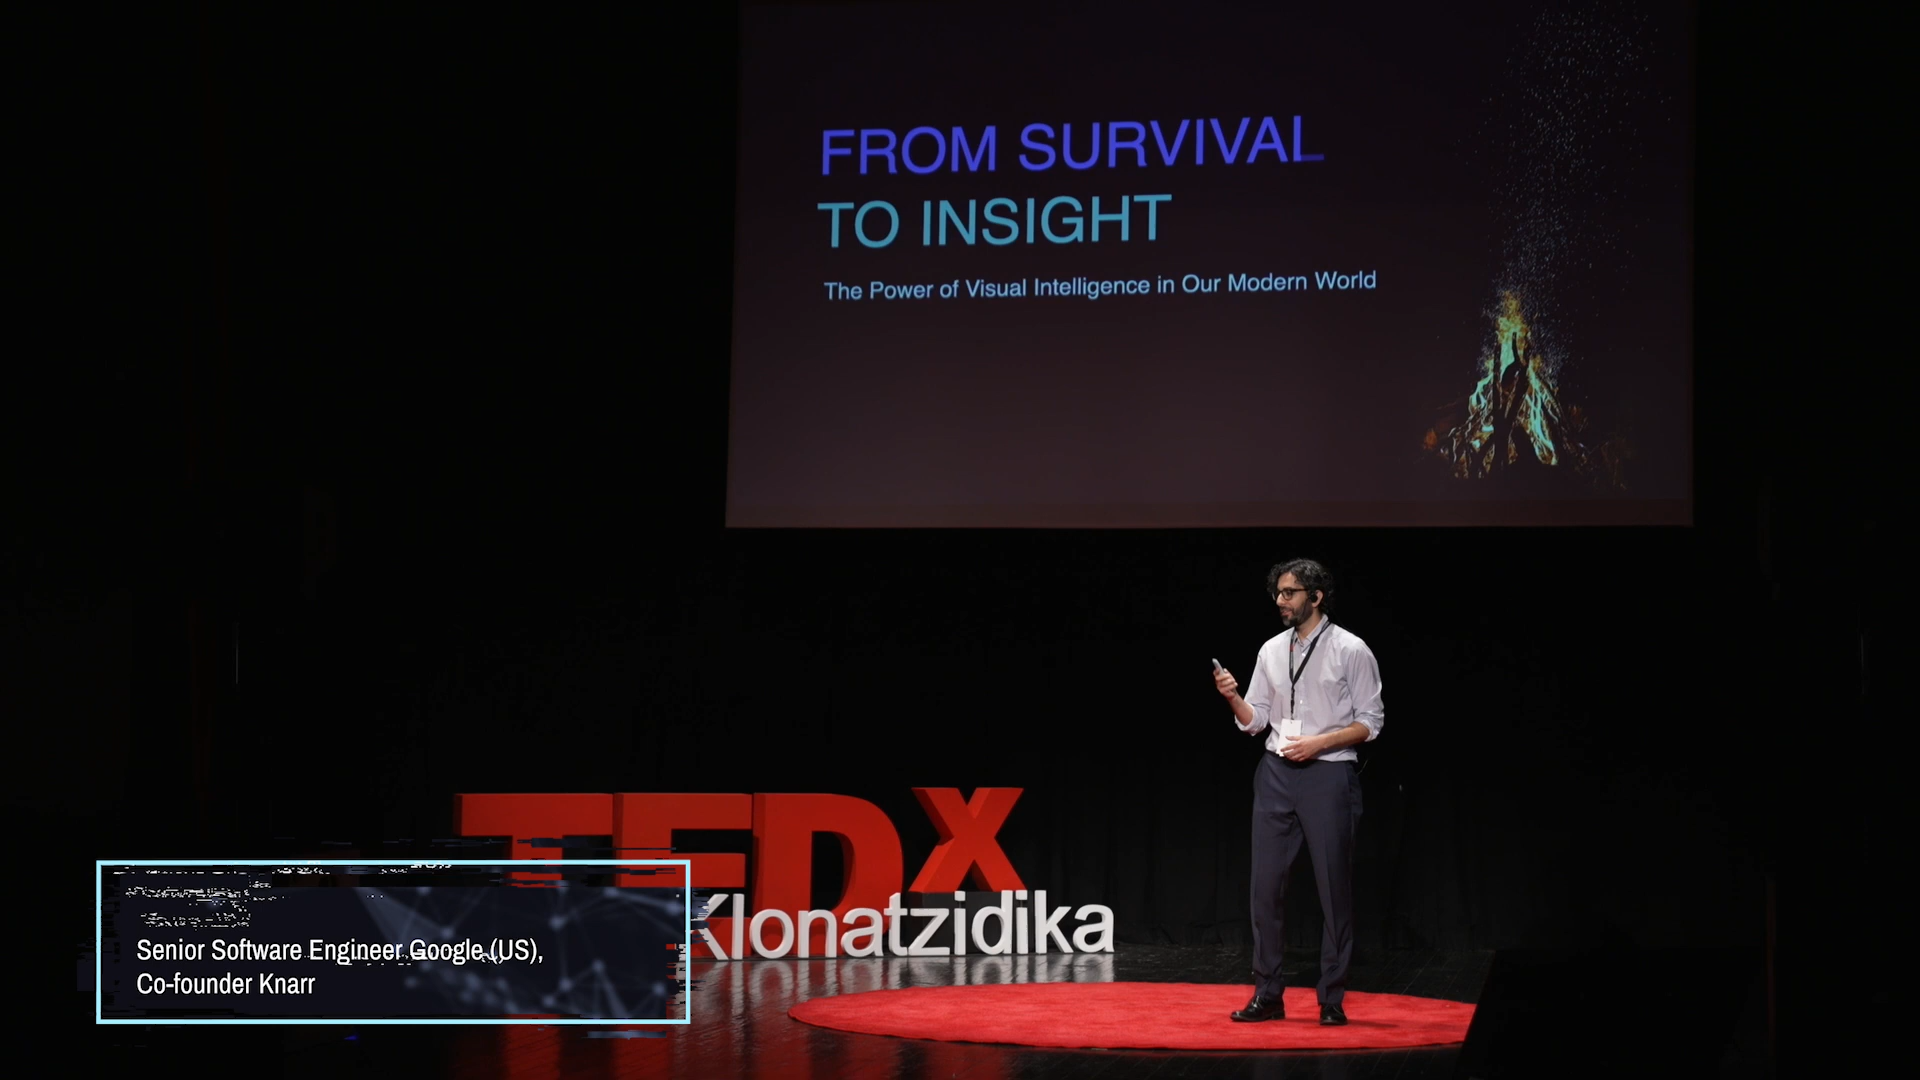 FROM SURVIVAL
TO INSIGHT
The Power of Visual Intelligence in Our Modern World
TEDx
Klonatzidika
Senior Software Engineer Google (US),
Co-founder Knarr